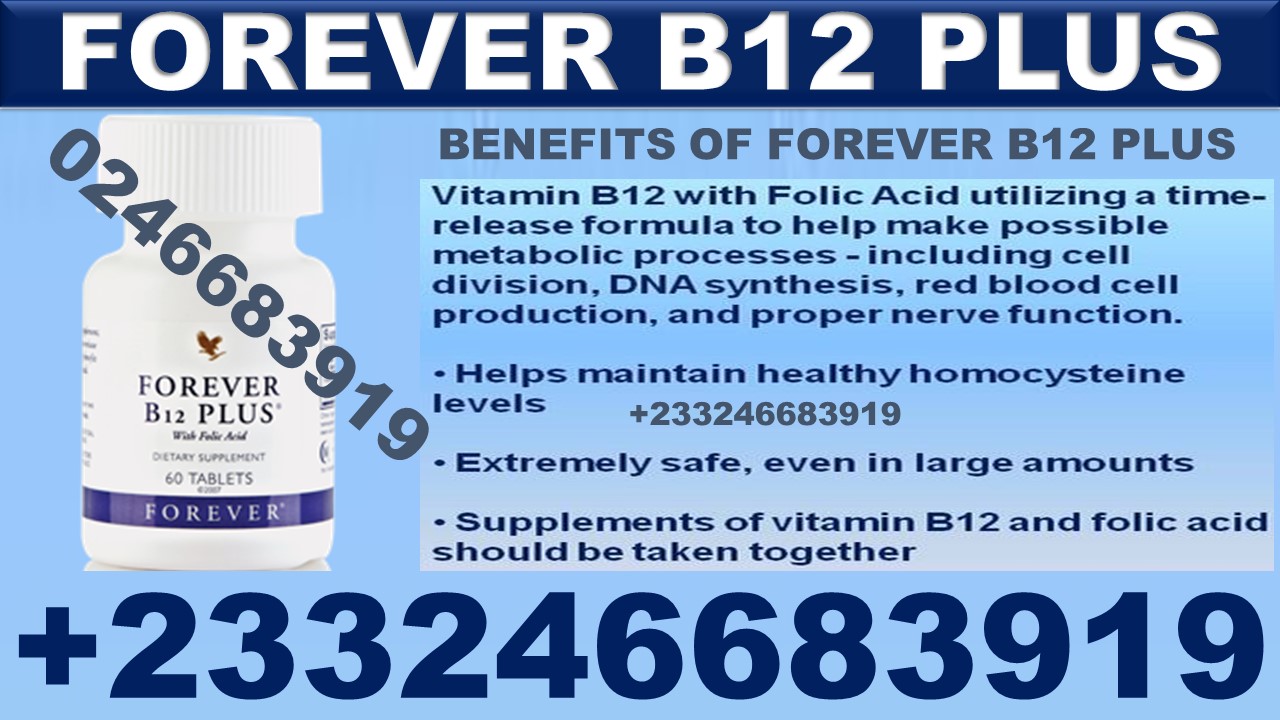 FOREVER B12 PLUS
0246683919
BENEFITS OF FOREVER B12 PLUS
Vitamin B12 with Folic Acid utilizing a time-
release formula to help make possible
metabolic processes - including cell
division, DNA synthesis, red blood cell
production, and proper nerve function.
• Helps maintain healthy homocysteine
levels
+233246683919
• Extremely safe, even in large amounts
• Supplements of vitamin B12 and folic acid
should be taken together
FOREVER
B12 PLUS®
With Folic Acid
DIETARY SUPPLEMENT
60 TABLETS
©2007
FOREVER®
+233246683919